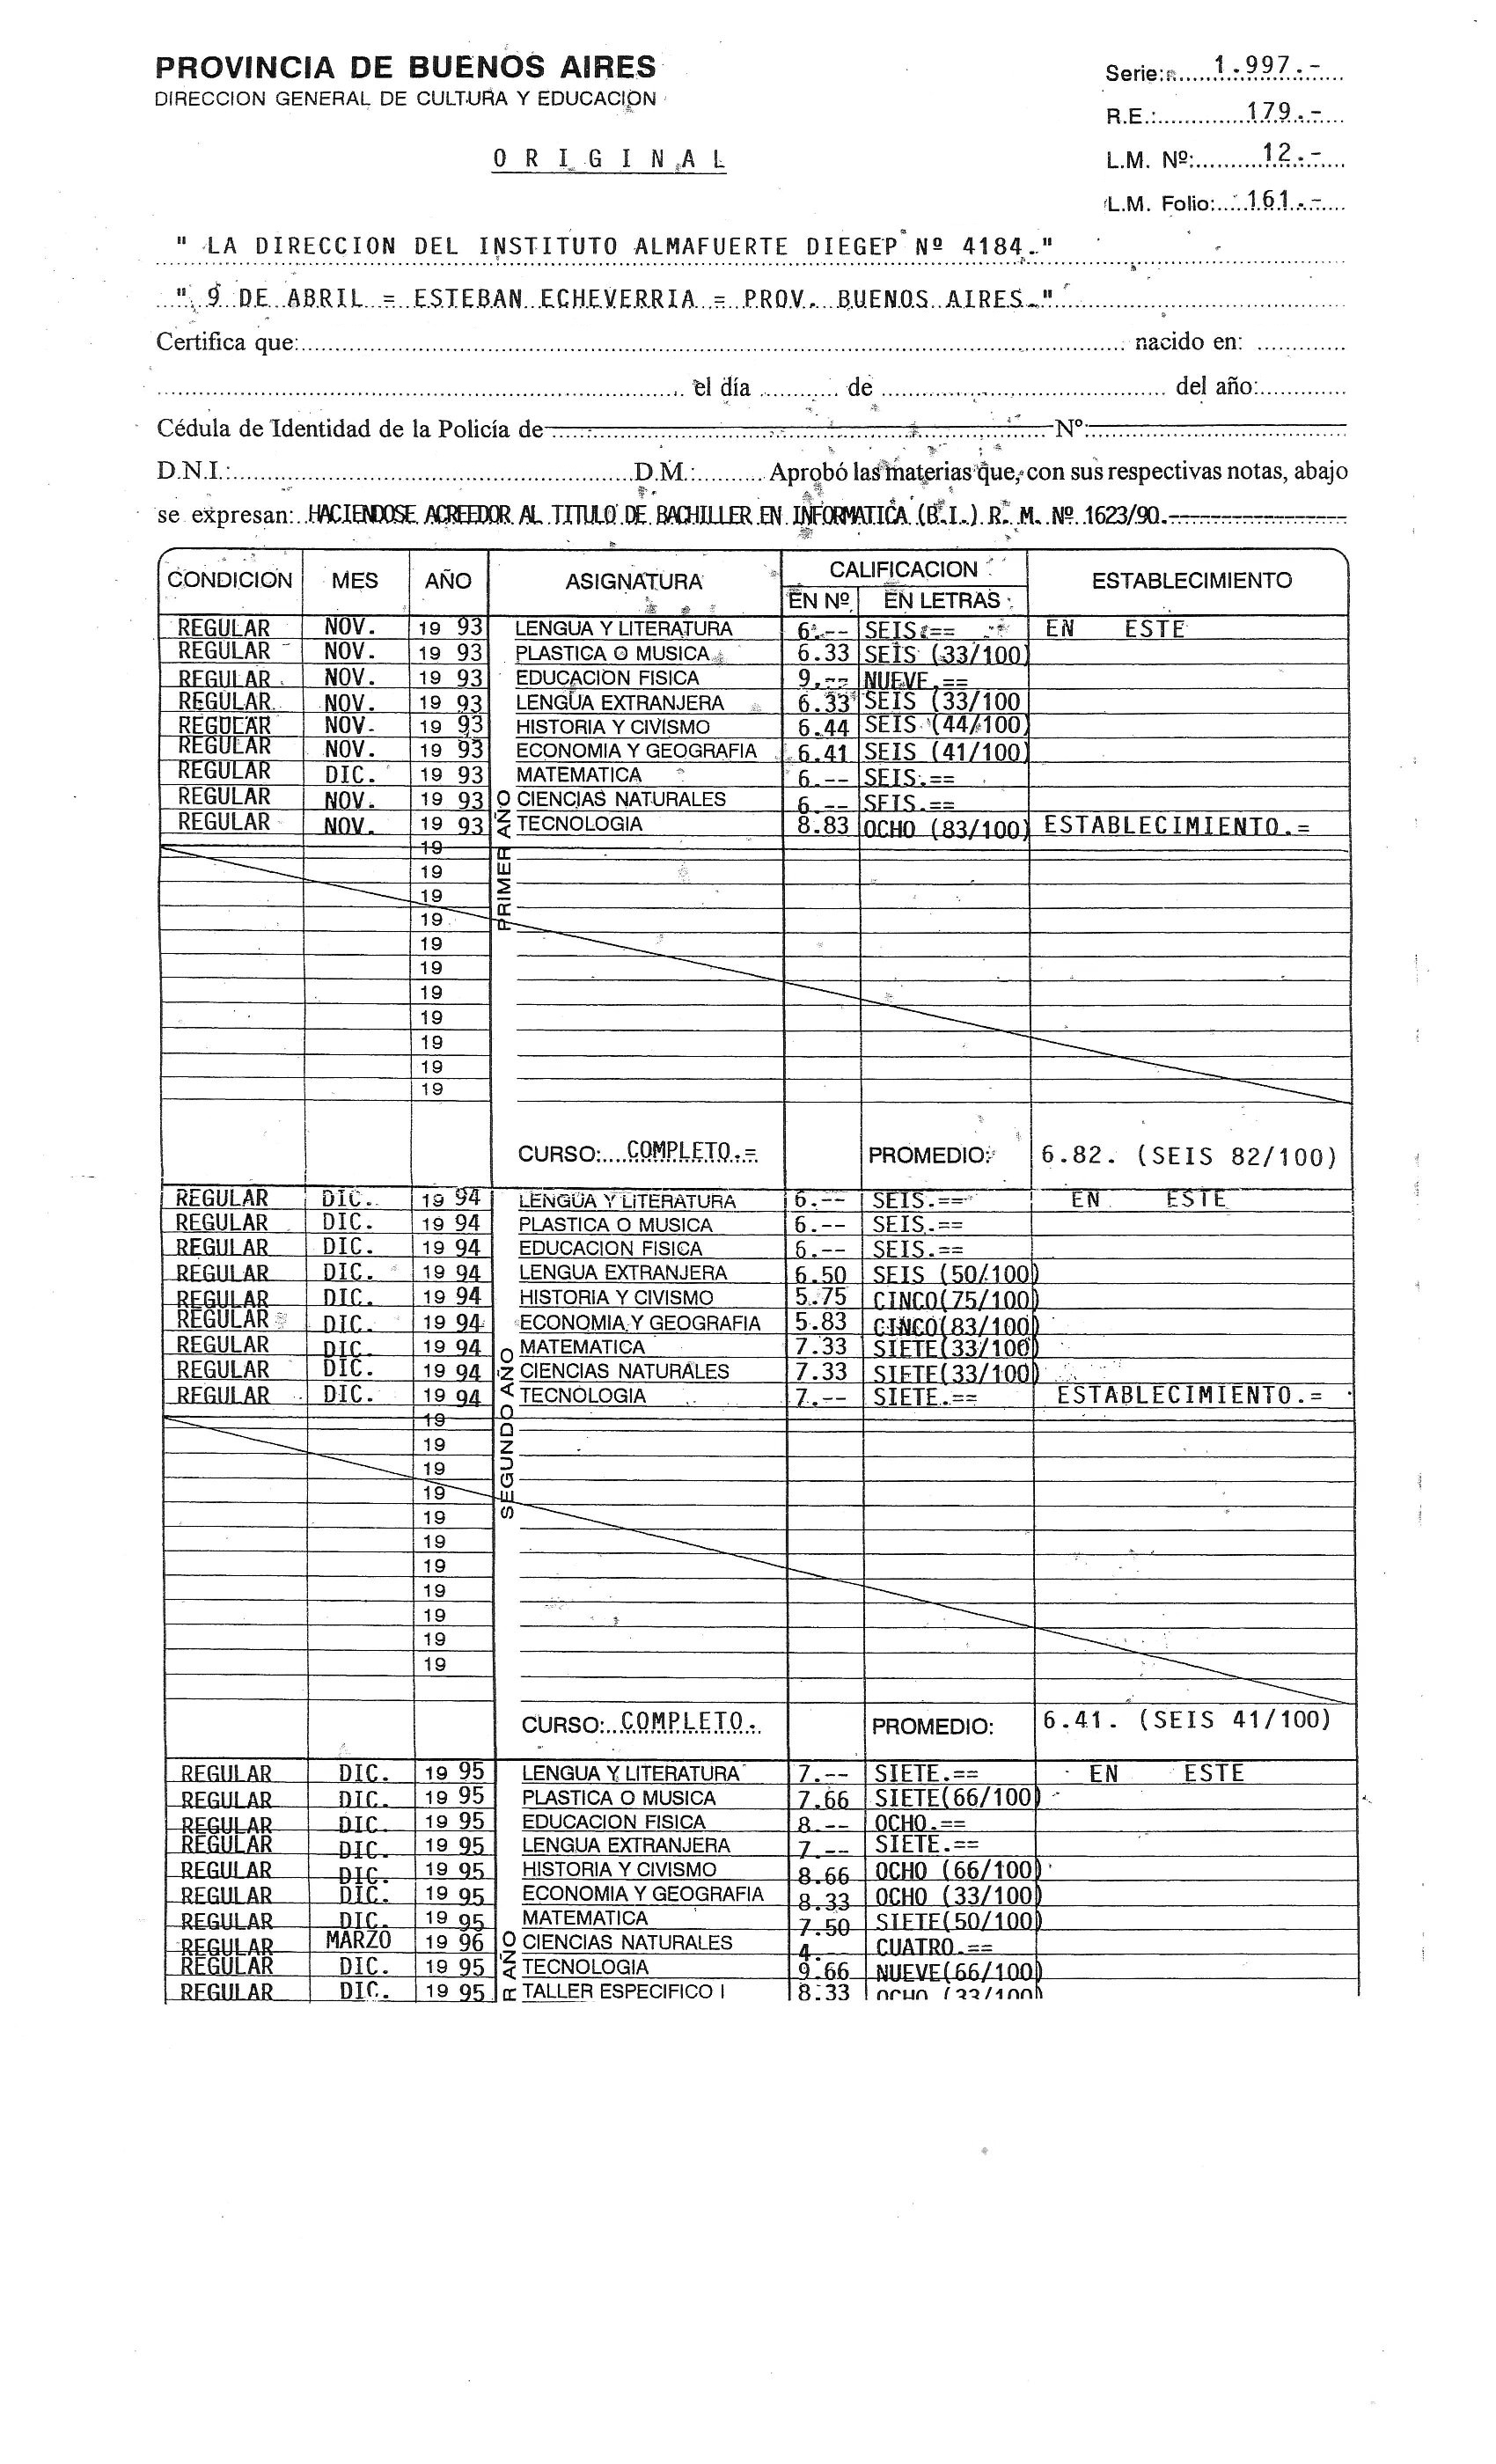 PROVINCIA DE BUENOS AIRES
DIRECCION GENERAL DE CULTURA Y EDUCACION
Serie: 1.997.-
R.E.: 179.-
O R I G I N A L
L.M. Nº: 12.-
L.M. Folio: 161.-
" LA DIRECCION DEL INSTITUTO ALMAFUERTE DIEGEP Nº 4184."
" 9 DE ABRIL = ESTEBAN ECHEVERRIA = PROV. BUENOS AIRES."
Certifica que: nacido en:
el día de del año:
Cédula de Identidad de la Policía de Nº:
D.N.I.: D.M.: Aprobó las materias que, con sus respectivas notas, abajo
se expresan: HACIENDOSE ACREEDOR AL TITULO DE BACHILLER EN INFORMATICA (B.I.) R. M. Nº 1623/90.-
CONDICION MES AÑO ASIGNATURA CALIFICACION ESTABLECIMIENTO
EN Nº EN LETRAS
PRIMER AÑO
REGULAR NOV. 19 93 LENGUA Y LITERATURA 6.-- SEIS.== EN ESTE
REGULAR NOV. 19 93 PLASTICA O MUSICA 6.33 SEIS (33/100)
REGULAR NOV. 19 93 EDUCACION FISICA 9.-- NUEVE.==
REGULAR NOV. 19 93 LENGUA EXTRANJERA 6.33 SEIS (33/100
REGULAR NOV. 19 93 HISTORIA Y CIVISMO 6.44 SEIS (44/100)
REGULAR NOV. 19 93 ECONOMIA Y GEOGRAFIA 6.41 SEIS (41/100)
REGULAR DIC. 19 93 MATEMATICA 6.-- SEIS.==
REGULAR NOV. 19 93 CIENCIAS NATURALES 6.-- SEIS.==
REGULAR NOV. 19 93 TECNOLOGIA 8.83 OCHO (83/100) ESTABLECIMIENTO.=
19
19
19
19
19
19
19
19
19
19
19
CURSO: COMPLETO.= PROMEDIO: 6.82. (SEIS 82/100)
SEGUNDO AÑO
REGULAR DIC. 19 94 LENGUA Y LITERATURA 6.-- SEIS.== EN ESTE
REGULAR DIC. 19 94 PLASTICA O MUSICA 6.-- SEIS.==
REGULAR DIC. 19 94 EDUCACION FISICA 6.-- SEIS.==
REGULAR DIC. 19 94 LENGUA EXTRANJERA 6.50 SEIS (50/100)
REGULAR DIC. 19 94 HISTORIA Y CIVISMO 5.75 CINCO(75/100)
REGULAR DIC. 19 94 ECONOMIA Y GEOGRAFIA 5.83 CINCO(83/100)
REGULAR DIC. 19 94 MATEMATICA 7.33 SIETE(33/100)
REGULAR DIC. 19 94 CIENCIAS NATURALES 7.33 SIETE(33/100)
REGULAR DIC. 19 94 TECNOLOGIA 7.-- SIETE.== ESTABLECIMIENTO.=
19
19
19
19
19
19
19
19
19
19
19
CURSO: COMPLETO. PROMEDIO: 6.41. (SEIS 41/100)
R AÑO
REGULAR DIC. 19 95 LENGUA Y LITERATURA 7.-- SIETE.== EN ESTE
REGULAR DIC. 19 95 PLASTICA O MUSICA 7.66 SIETE(66/100)
REGULAR DIC. 19 95 EDUCACION FISICA 8.-- OCHO.==
REGULAR DIC. 19 95 LENGUA EXTRANJERA 7.-- SIETE.==
REGULAR DIC. 19 95 HISTORIA Y CIVISMO 8.66 OCHO (66/100)
REGULAR DIC. 19 95 ECONOMIA Y GEOGRAFIA 8.33 OCHO (33/100)
REGULAR DIC. 19 95 MATEMATICA 7.50 SIETE(50/100)
REGULAR MARZO 19 96 CIENCIAS NATURALES 4. CUATRO.==
REGULAR DIC. 19 95 TECNOLOGIA 9.66 NUEVE(66/100)
REGULAR DIC. 19 95 TALLER ESPECIFICO I 8.33 OCHO (33/100)